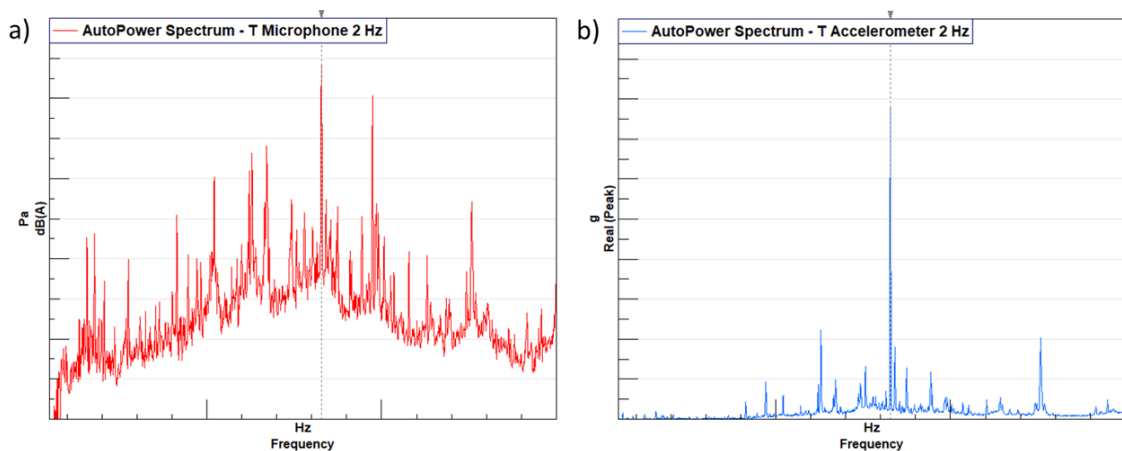 a)
AutoPower Spectrum - T Microphone 2 Hz
Pa
dB(A)
Hz
Frequency
b)
AutoPower Spectrum - T Accelerometer 2 Hz
g
Real (Peak)
Hz
Frequency